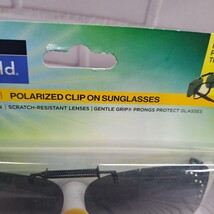 ld.
POLARIZED CLIP ON SUNGLASSES
SCRATCH-RESISTANT LENSES | GENTLE GRIP® PRONGS PROTECT GLASSES